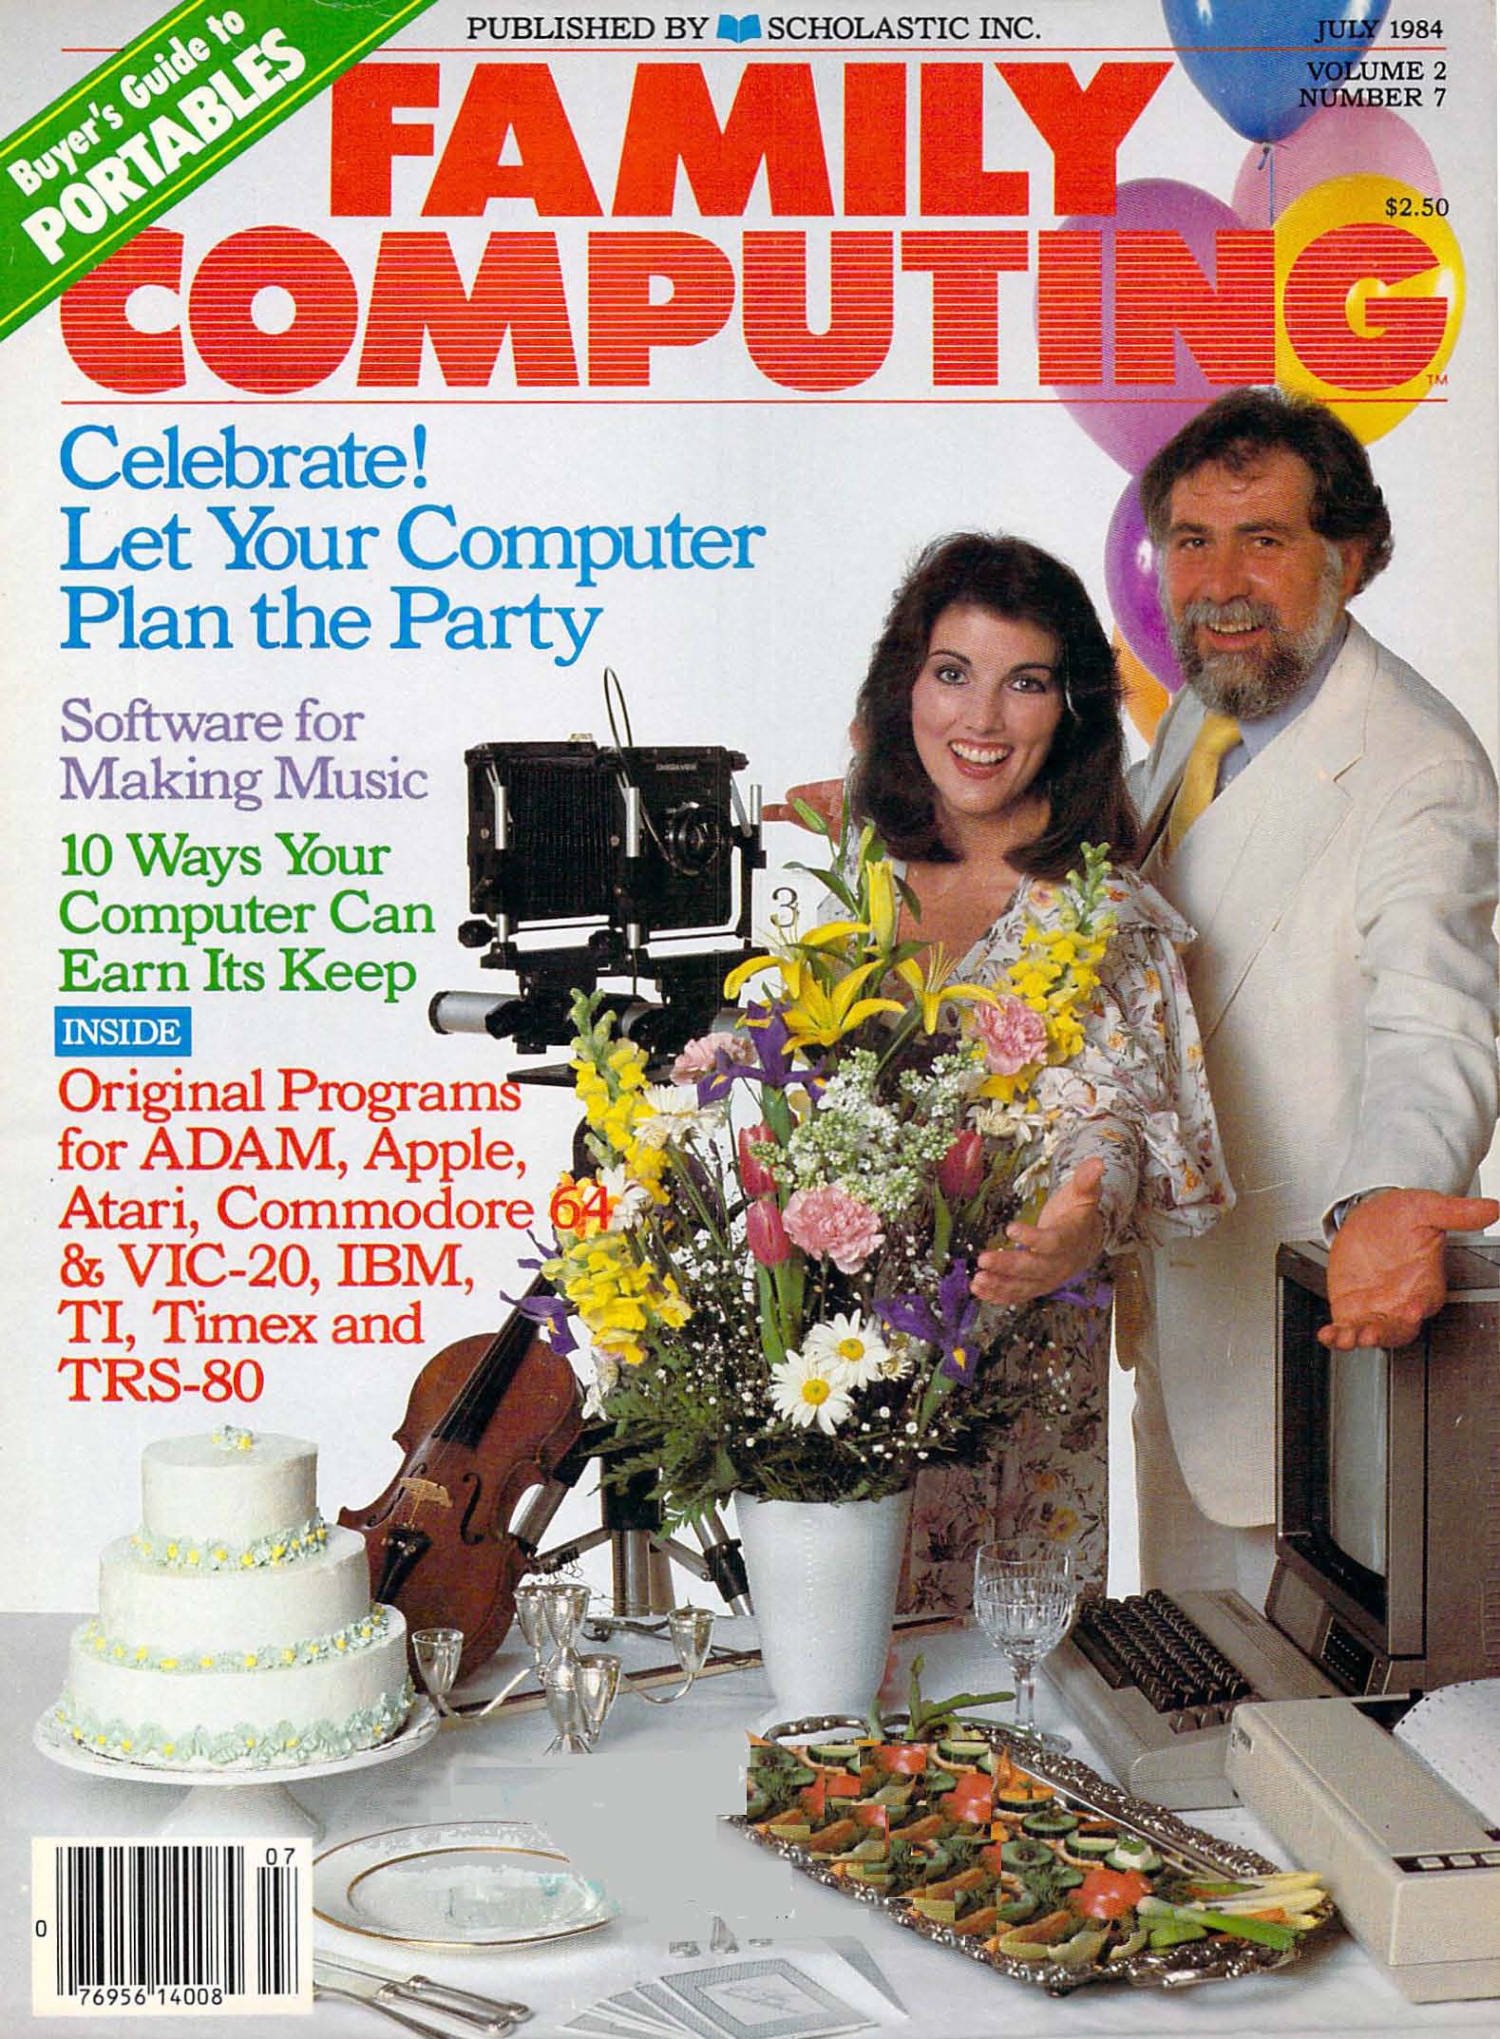 Buyer's Guide to
PORTABLES
PUBLISHED BY SCHOLASTIC INC.
JULY 1984
VOLUME 2
NUMBER 7
FAMILY
$2.50
COMPUTING
TM
Celebrate!
Let Your Computer
Plan the Party
Software for
Making Music
10 Ways Your
Computer Can
Earn Its Keep
3
INSIDE
Original Programs
for ADAM, Apple,
Atari, Commodore 64
& VIC-20, IBM,
TI, Timex and
TRS-80
07
0
76956 14008